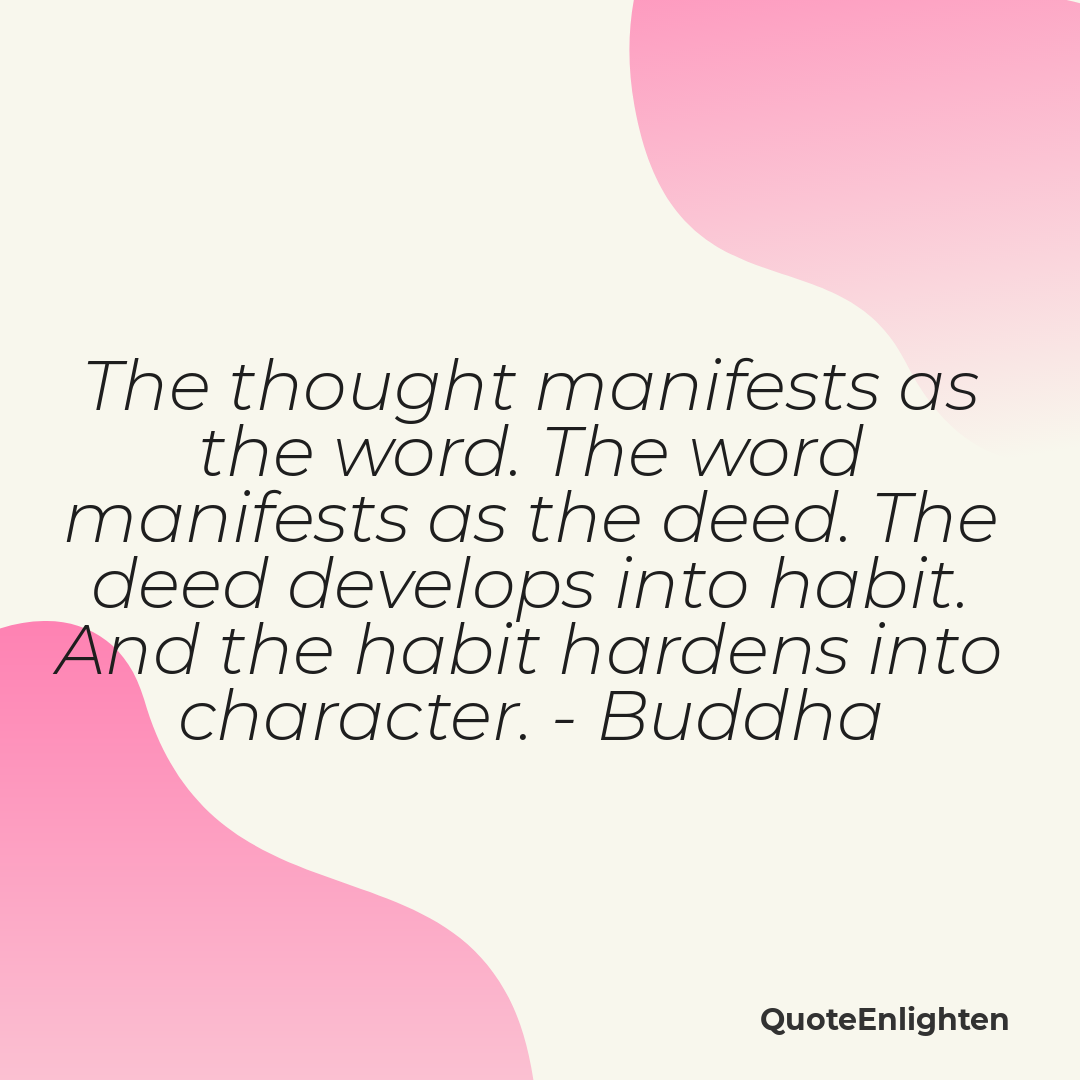 The thought manifests as
the word. The word
manifests as the deed. The
deed develops into habit.
And the habit hardens into
character. - Buddha
QuoteEnlighten